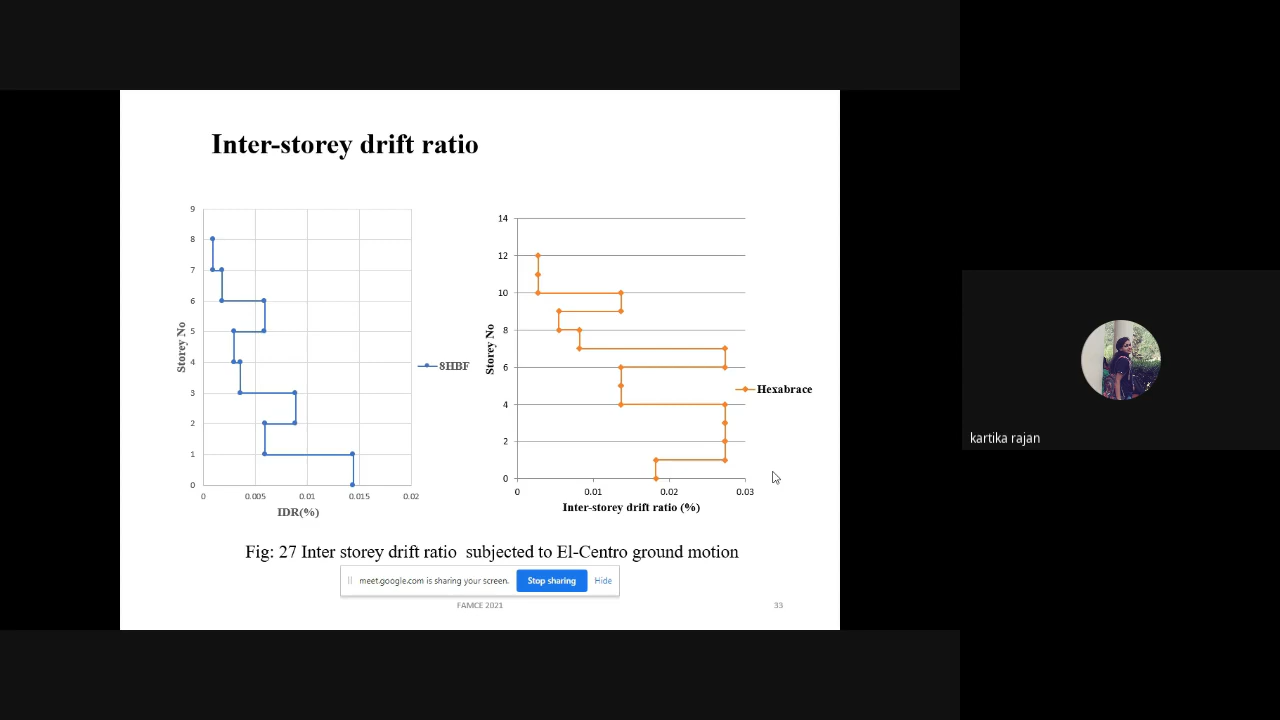 Inter-storey drift ratio
9
8
7
6
5
4
3
2
1
0
Storey No
0 0.005 0.01 0.015 0.02
IDR(%)
8HBF
14
12
10
8
6
4
2
0
Storey No
0 0.01 0.02 0.03
Inter-storey drift ratio (%)
Hexabrace
Fig: 27 Inter storey drift ratio subjected to El-Centro ground motion
meet.google.com is sharing your screen. Stop sharing Hide
FAMCE 2021 33
kartika rajan